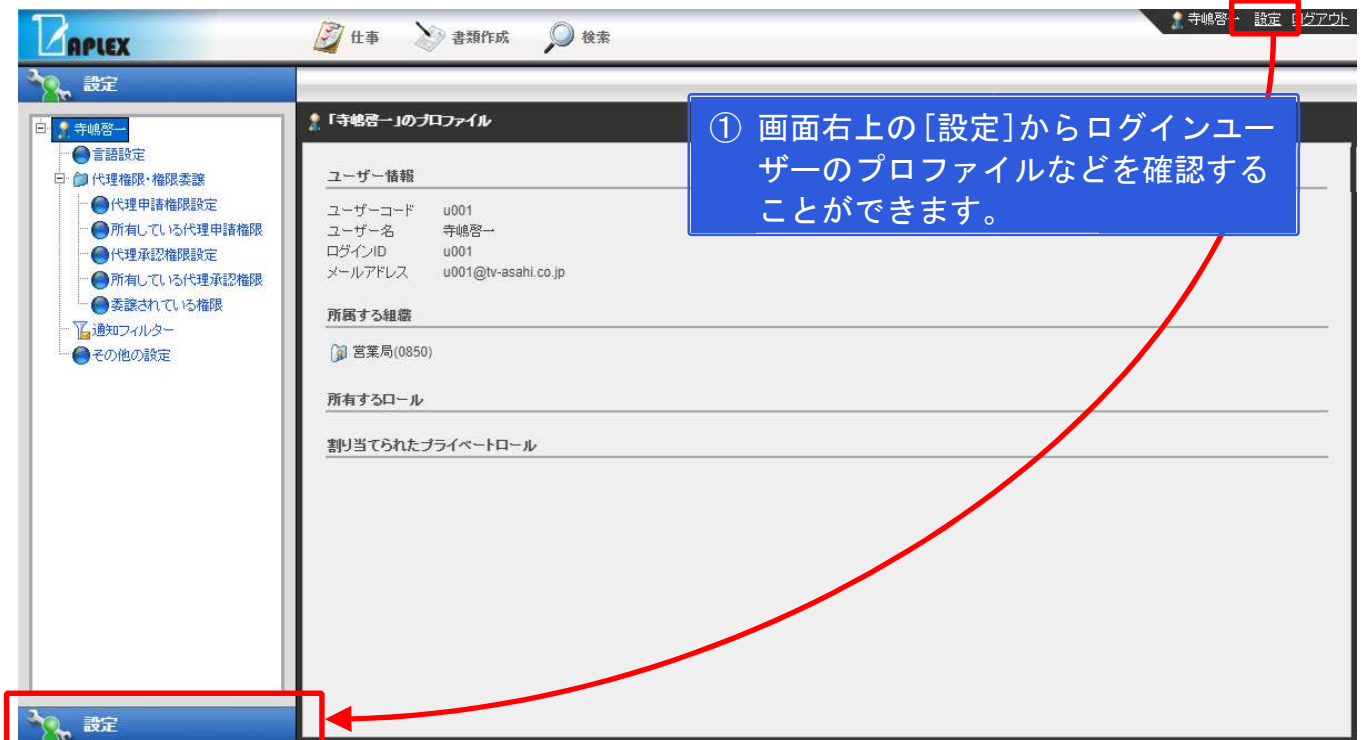 APLEX
仕事 書類作成 検索
寺嶋啓一 設定 ログアウト
設定
寺嶋啓一
言語設定
代理権限・権限委譲
代理申請権限設定
所有している代理申請権限
代理承認権限設定
所有している代理承認権限
委譲されている権限
通知フィルター
その他の設定
「寺嶋啓一」のプロファイル
① 画面右上の[設定]からログインユー
ザーのプロファイルなどを確認する
ことができます。
ユーザー情報
ユーザーコード u001
ユーザー名 寺嶋啓一
ログインID u001
メールアドレス u001@tv-asahi.co.jp
所属する組織
営業局(0850)
所有するロール
割り当てられたプライベートロール
設定